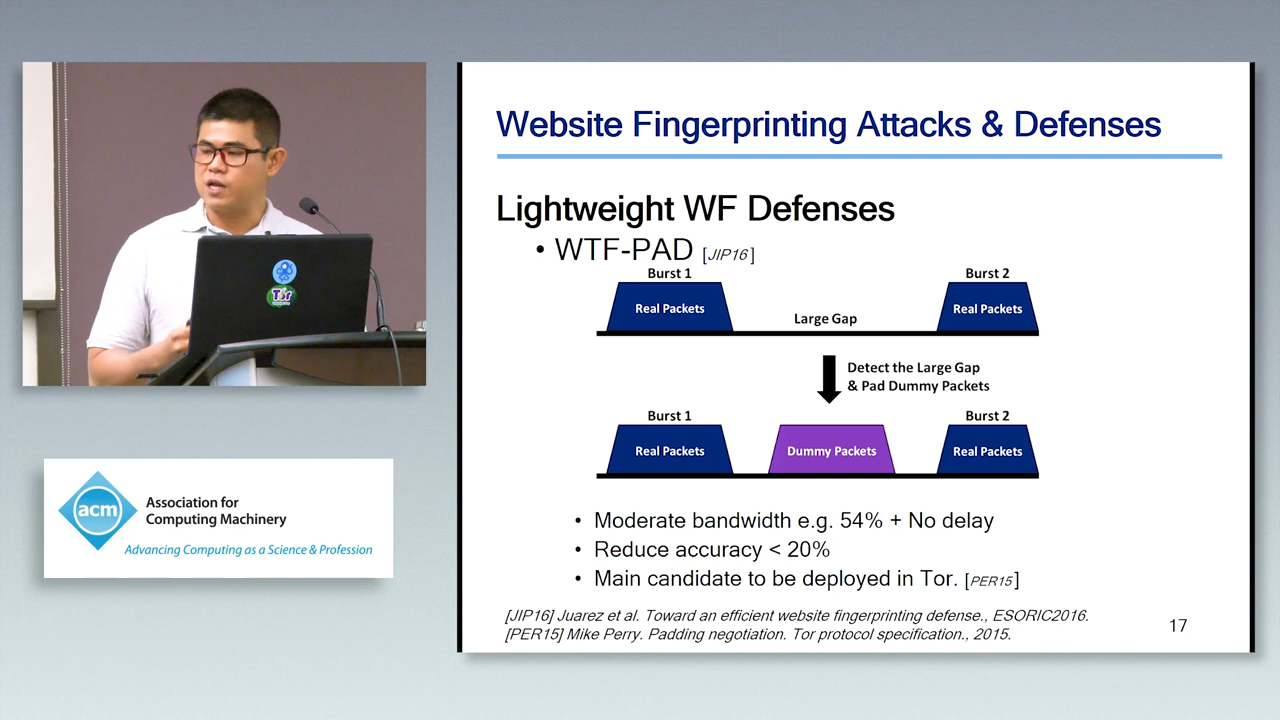 Website Fingerprinting Attacks & Defenses
Lightweight WF Defenses
• WTF-PAD [JIP16]
Burst 1
Burst 2
Real Packets
Large Gap
Real Packets
Detect the Large Gap
& Pad Dummy Packets
Burst 1
Burst 2
Real Packets
Dummy Packets
Real Packets
• Moderate bandwidth e.g. 54% + No delay
• Reduce accuracy < 20%
• Main candidate to be deployed in Tor. [PER15]
[JIP16] Juarez et al. Toward an efficient website fingerprinting defense., ESORIC2016.
[PER15] Mike Perry. Padding negotiation. Tor protocol specification., 2015.
17
Tor
acm
Association for
Computing Machinery
Advancing Computing as a Science & Profession